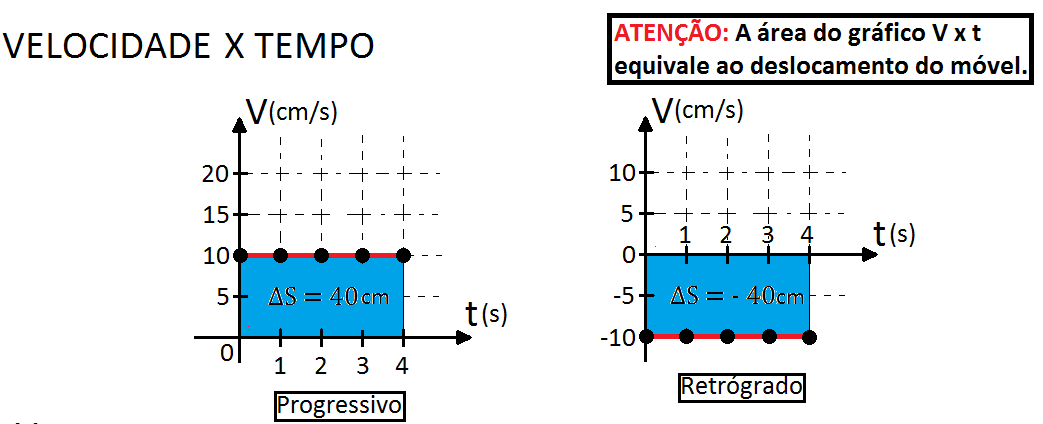 VELOCIDADE X TEMPO
ATENÇÃO: A área do gráfico V x t
equivale ao deslocamento do móvel.
V(cm/s)
20
15
10
5
0
ΔS = 40cm
1 2 3 4
t(s)
Progressivo
V(cm/s)
10
5
0
-5
-10
1 2 3 4
t(s)
ΔS = - 40cm
Retrógrado